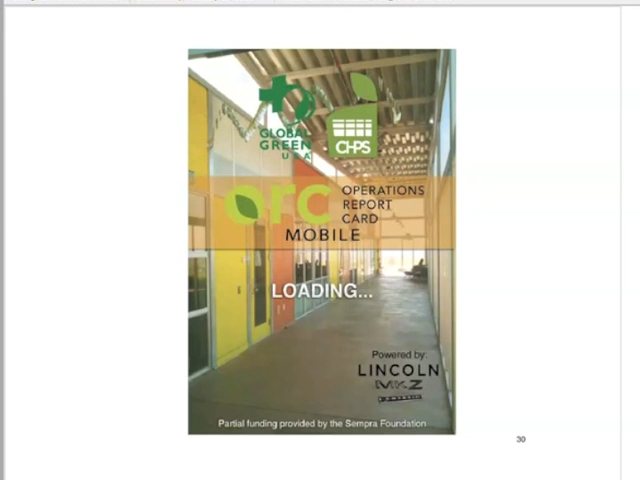 GLOBAL
GREEN
USA
CHPS
orc
OPERATIONS
REPORT
CARD
MOBILE
LOADING...
Powered by:
LINCOLN
MKZ
Partial funding provided by the Sempra Foundation
30